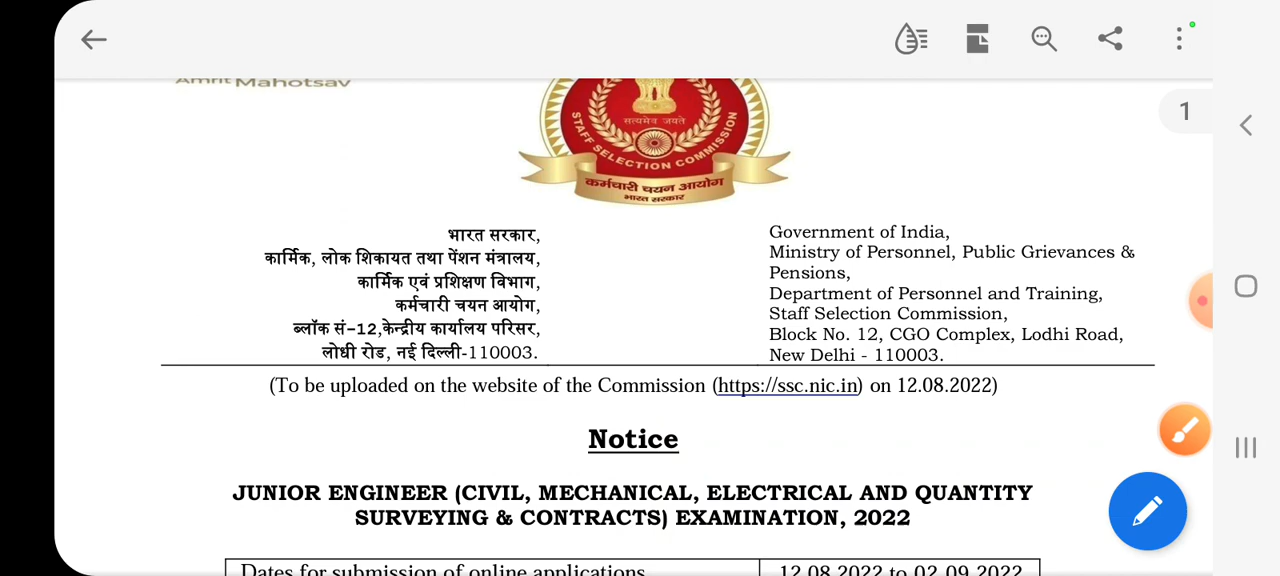 Amrit Mahotsav
1
सत्यमेव जयते
STAFF SELECTION COMMISSION
कर्मचारी चयन आयोग
भारत सरकार
भारत सरकार,
कार्मिक, लोक शिकायत तथा पेंशन मंत्रालय,
कार्मिक एवं प्रशिक्षण विभाग,
कर्मचारी चयन आयोग,
ब्लॉक सं-12,केन्द्रीय कार्यालय परिसर,
लोधी रोड, नई दिल्ली-110003.
Government of India,
Ministry of Personnel, Public Grievances &
Pensions,
Department of Personnel and Training,
Staff Selection Commission,
Block No. 12, CGO Complex, Lodhi Road,
New Delhi - 110003.
(To be uploaded on the website of the Commission (https://ssc.nic.in) on 12.08.2022)
Notice
JUNIOR ENGINEER (CIVIL, MECHANICAL, ELECTRICAL AND QUANTITY
SURVEYING & CONTRACTS) EXAMINATION, 2022
Dates for submission of online applications 12.08.2022 to 02.09.2022